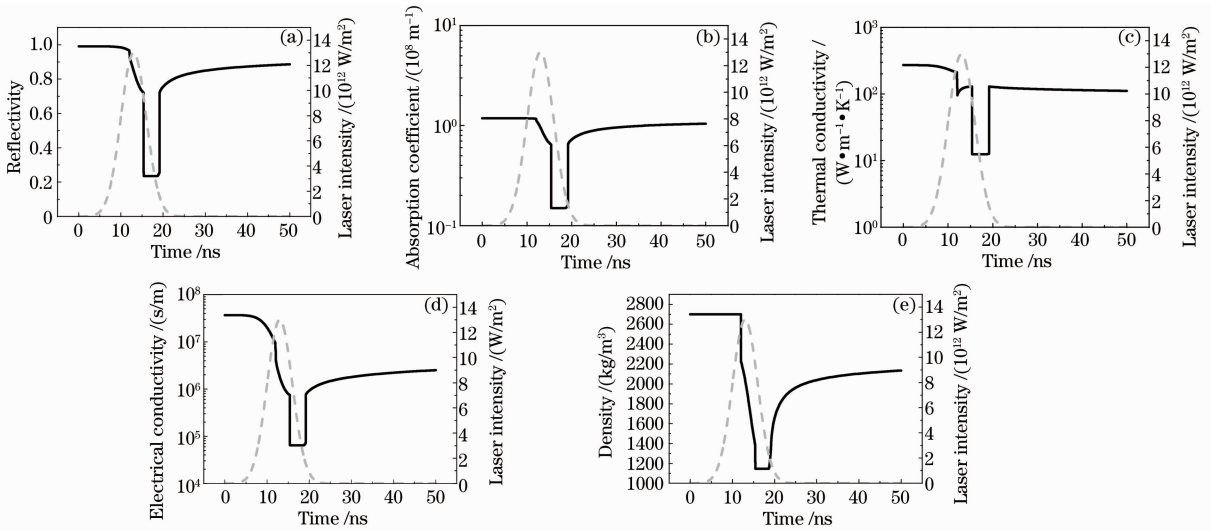 (a)
Reflectivity
1.0
0.8
0.6
0.4
0.2
0
14
12
10
8
6
4
2
0
Laser intensity /(10¹² W/m²)
0 10 20 30 40 50
Time /ns
(b)
Absorption coefficient /(10⁸ m⁻¹)
10¹
10⁰
10⁻¹
14
12
10
8
6
4
2
0
Laser intensity /(10¹² W/m²)
0 10 20 30 40 50
Time /ns
(c)
Thermal conductivity /
(W•m⁻¹•K⁻¹)
10³
10²
10¹
10⁰
14
12
10
8
6
4
2
0
Laser intensity /(10¹² W/m²)
0 10 20 30 40 50
Time /ns
(d)
Electrical conductivity /(s/m)
10⁸
10⁷
10⁶
10⁵
10⁴
14
12
10
8
6
4
2
0
Laser intensity /(W/m²)
0 10 20 30 40 50
Time /ns
(e)
Density /(kg/m³)
2800
2600
2400
2200
2000
1800
1600
1400
1200
1000
14
12
10
8
6
4
2
0
Laser intensity /(10¹² W/m²)
0 10 20 30 40 50
Time /ns